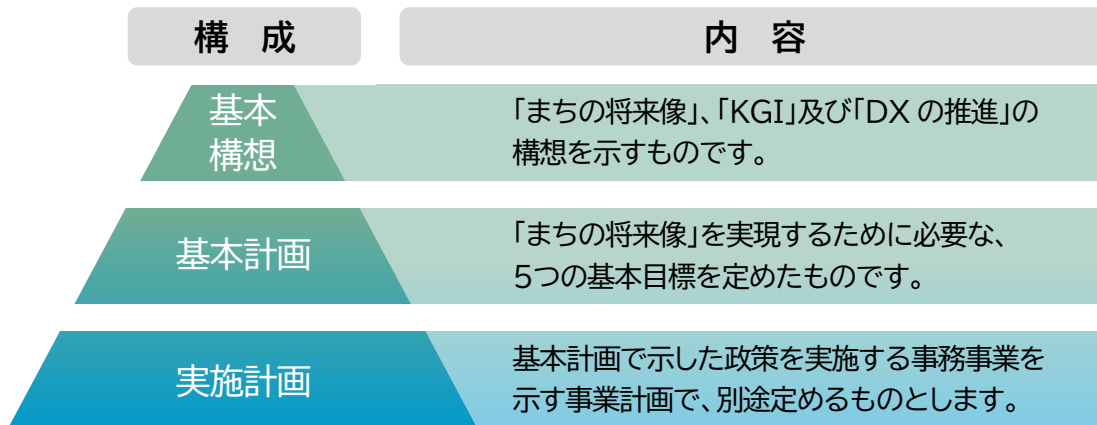 構 成
内 容
基本
構想
「まちの将来像」、「KGI」及び「DX の推進」の
構想を示すものです。
基本計画
「まちの将来像」を実現するために必要な、
5つの基本目標を定めたものです。
実施計画
基本計画で示した政策を実施する事務事業を
示す事業計画で、別途定めるものとします。